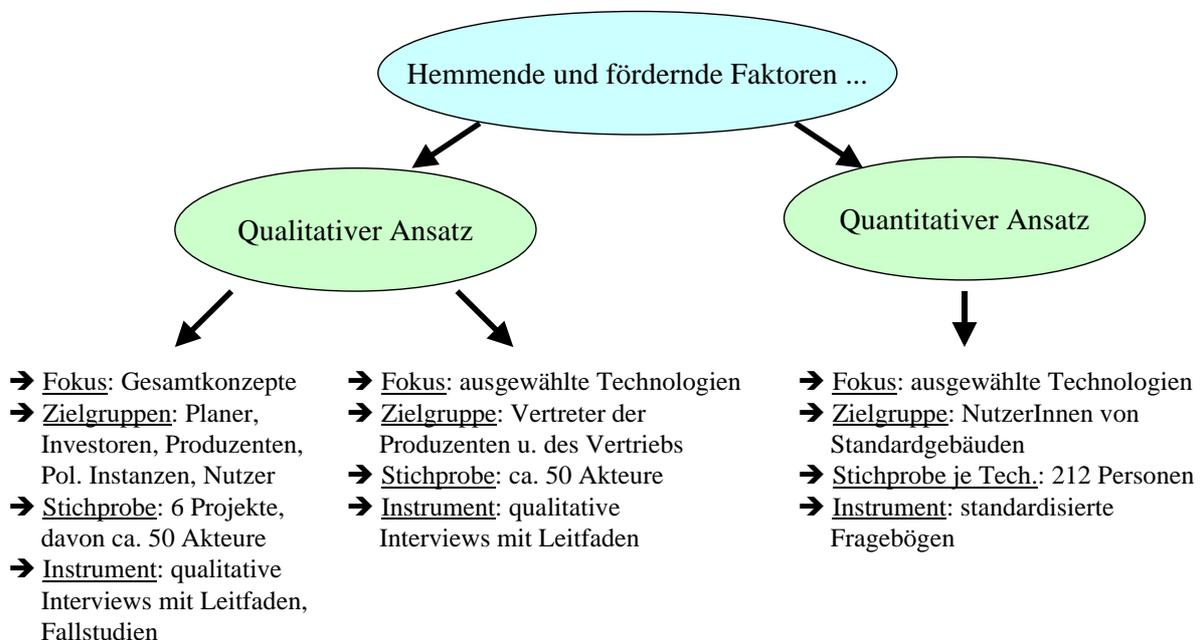 Hemmende und fördernde Faktoren ...
Qualitativer Ansatz
Quantitativer Ansatz
➔ Fokus: Gesamtkonzepte
➔ Zielgruppen: Planer,
Investoren, Produzenten,
Pol. Instanzen, Nutzer
➔ Stichprobe: 6 Projekte,
davon ca. 50 Akteure
➔ Instrument: qualitative
Interviews mit Leitfaden,
Fallstudien
➔ Fokus: ausgewählte Technologien
➔ Zielgruppe: Vertreter der
Produzenten u. des Vertriebs
➔ Stichprobe: ca. 50 Akteure
➔ Instrument: qualitative
Interviews mit Leitfaden
➔ Fokus: ausgewählte Technologien
➔ Zielgruppe: NutzerInnen von
Standardgebäuden
➔ Stichprobe je Tech.: 212 Personen
➔ Instrument: standardisierte
Fragebögen